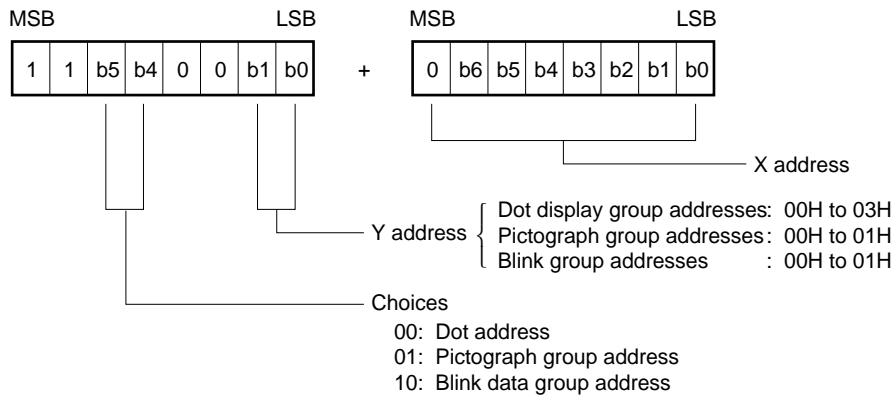 MSB LSB MSB LSB
1 1 b5 b4 0 0 b1 b0 + 0 b6 b5 b4 b3 b2 b1 b0
X address
Dot display group addresses: 00H to 03H
Y address { Pictograph group addresses: 00H to 01H
Blink group addresses : 00H to 01H
Choices
00: Dot address
01: Pictograph group address
10: Blink data group address